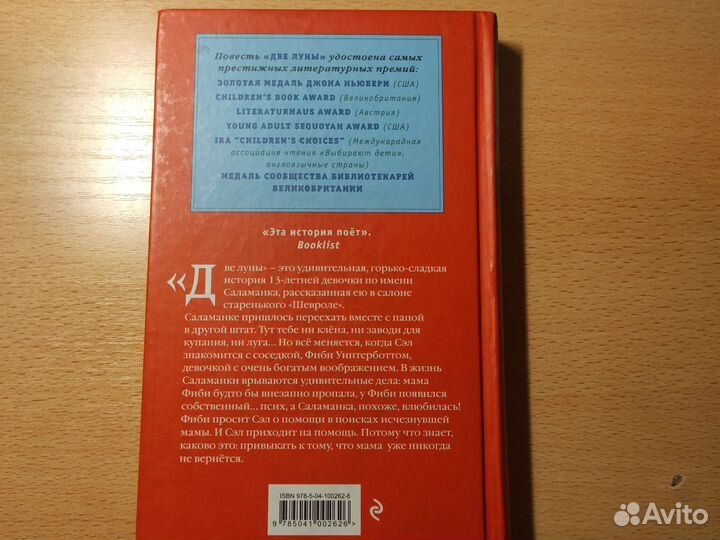 Повесть «ДВЕ ЛУНЫ» удостоена самых
престижных литературных премий:
ЗОЛОТАЯ МЕДАЛЬ ДЖОНА НЬЮБЕРИ (США)
CHILDREN'S BOOK AWARD (Великобритания)
LITERATURHAUS AWARD (Австрия)
YOUNG ADULT SEQUOYAH AWARD (США)
IRA "CHILDREN'S CHOICES" (Международная
ассоциация чтения «Выбирают дети»,
англоязычные страны)
МЕДАЛЬ СООБЩЕСТВА БИБЛИОТЕКАРЕЙ
ВЕЛИКОБРИТАНИИ
«Эта история поёт».
Booklist
«Две луны» – это удивительная, горько-сладкая
история 13-летней девочки по имени
Саламанка, рассказанная ею в салоне
старенького «Шевроле».
Саламанке пришлось переехать вместе с папой
в другой штат. Тут тебе ни клёна, ни заводи для
купания, ни луга... Но всё меняется, когда Сэл
знакомится с соседкой, Фиби Уинтерботтом,
девочкой с очень богатым воображением. В жизнь
Саламанки врываются удивительные дела: мама
Фиби будто бы внезапно пропала, у Фиби появился
собственный... псих, а Саламанка, похоже, влюбилась!
Фиби просит Сэл о помощи в поисках исчезнувшей
мамы. И Сэл приходит на помощь. Потому что знает,
каково это: привыкать к тому, что мама уже никогда
не вернётся.
ISBN 978-5-04-100262-6
9 785041 002626 >
Avito